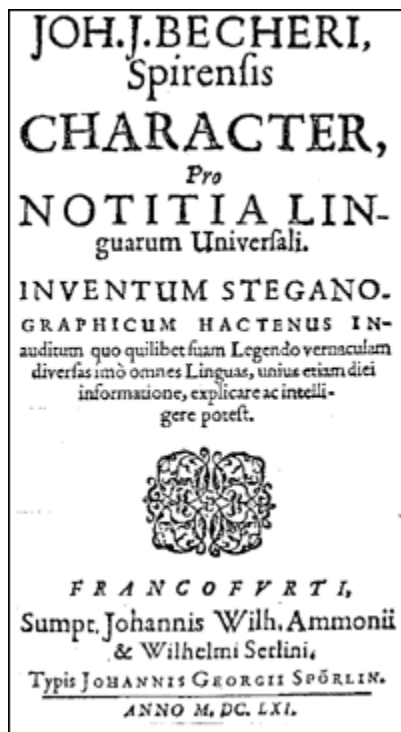 JOH.J.BECHERI,
Spirenſis
CHARACTER,
Pro
NOTITIA LIN-
guarum Univerſali.
INVENTUM STEGANO-
GRAPHICUM HACTENUS IN-
auditum quo quilibet ſuam Legendo vernaculam
diverſas imò omnes Linguas, unius etiam diei
informatione, explicare ac intelli-
gere poteſt.
FRANCOFVRTI,
Sumpt. Johannis Wilh. Ammonii
& Wilhelmi Serlini,
Typis JOHANNIS GEORGII SPÖRLIN.
ANNO M, DC. LXI.